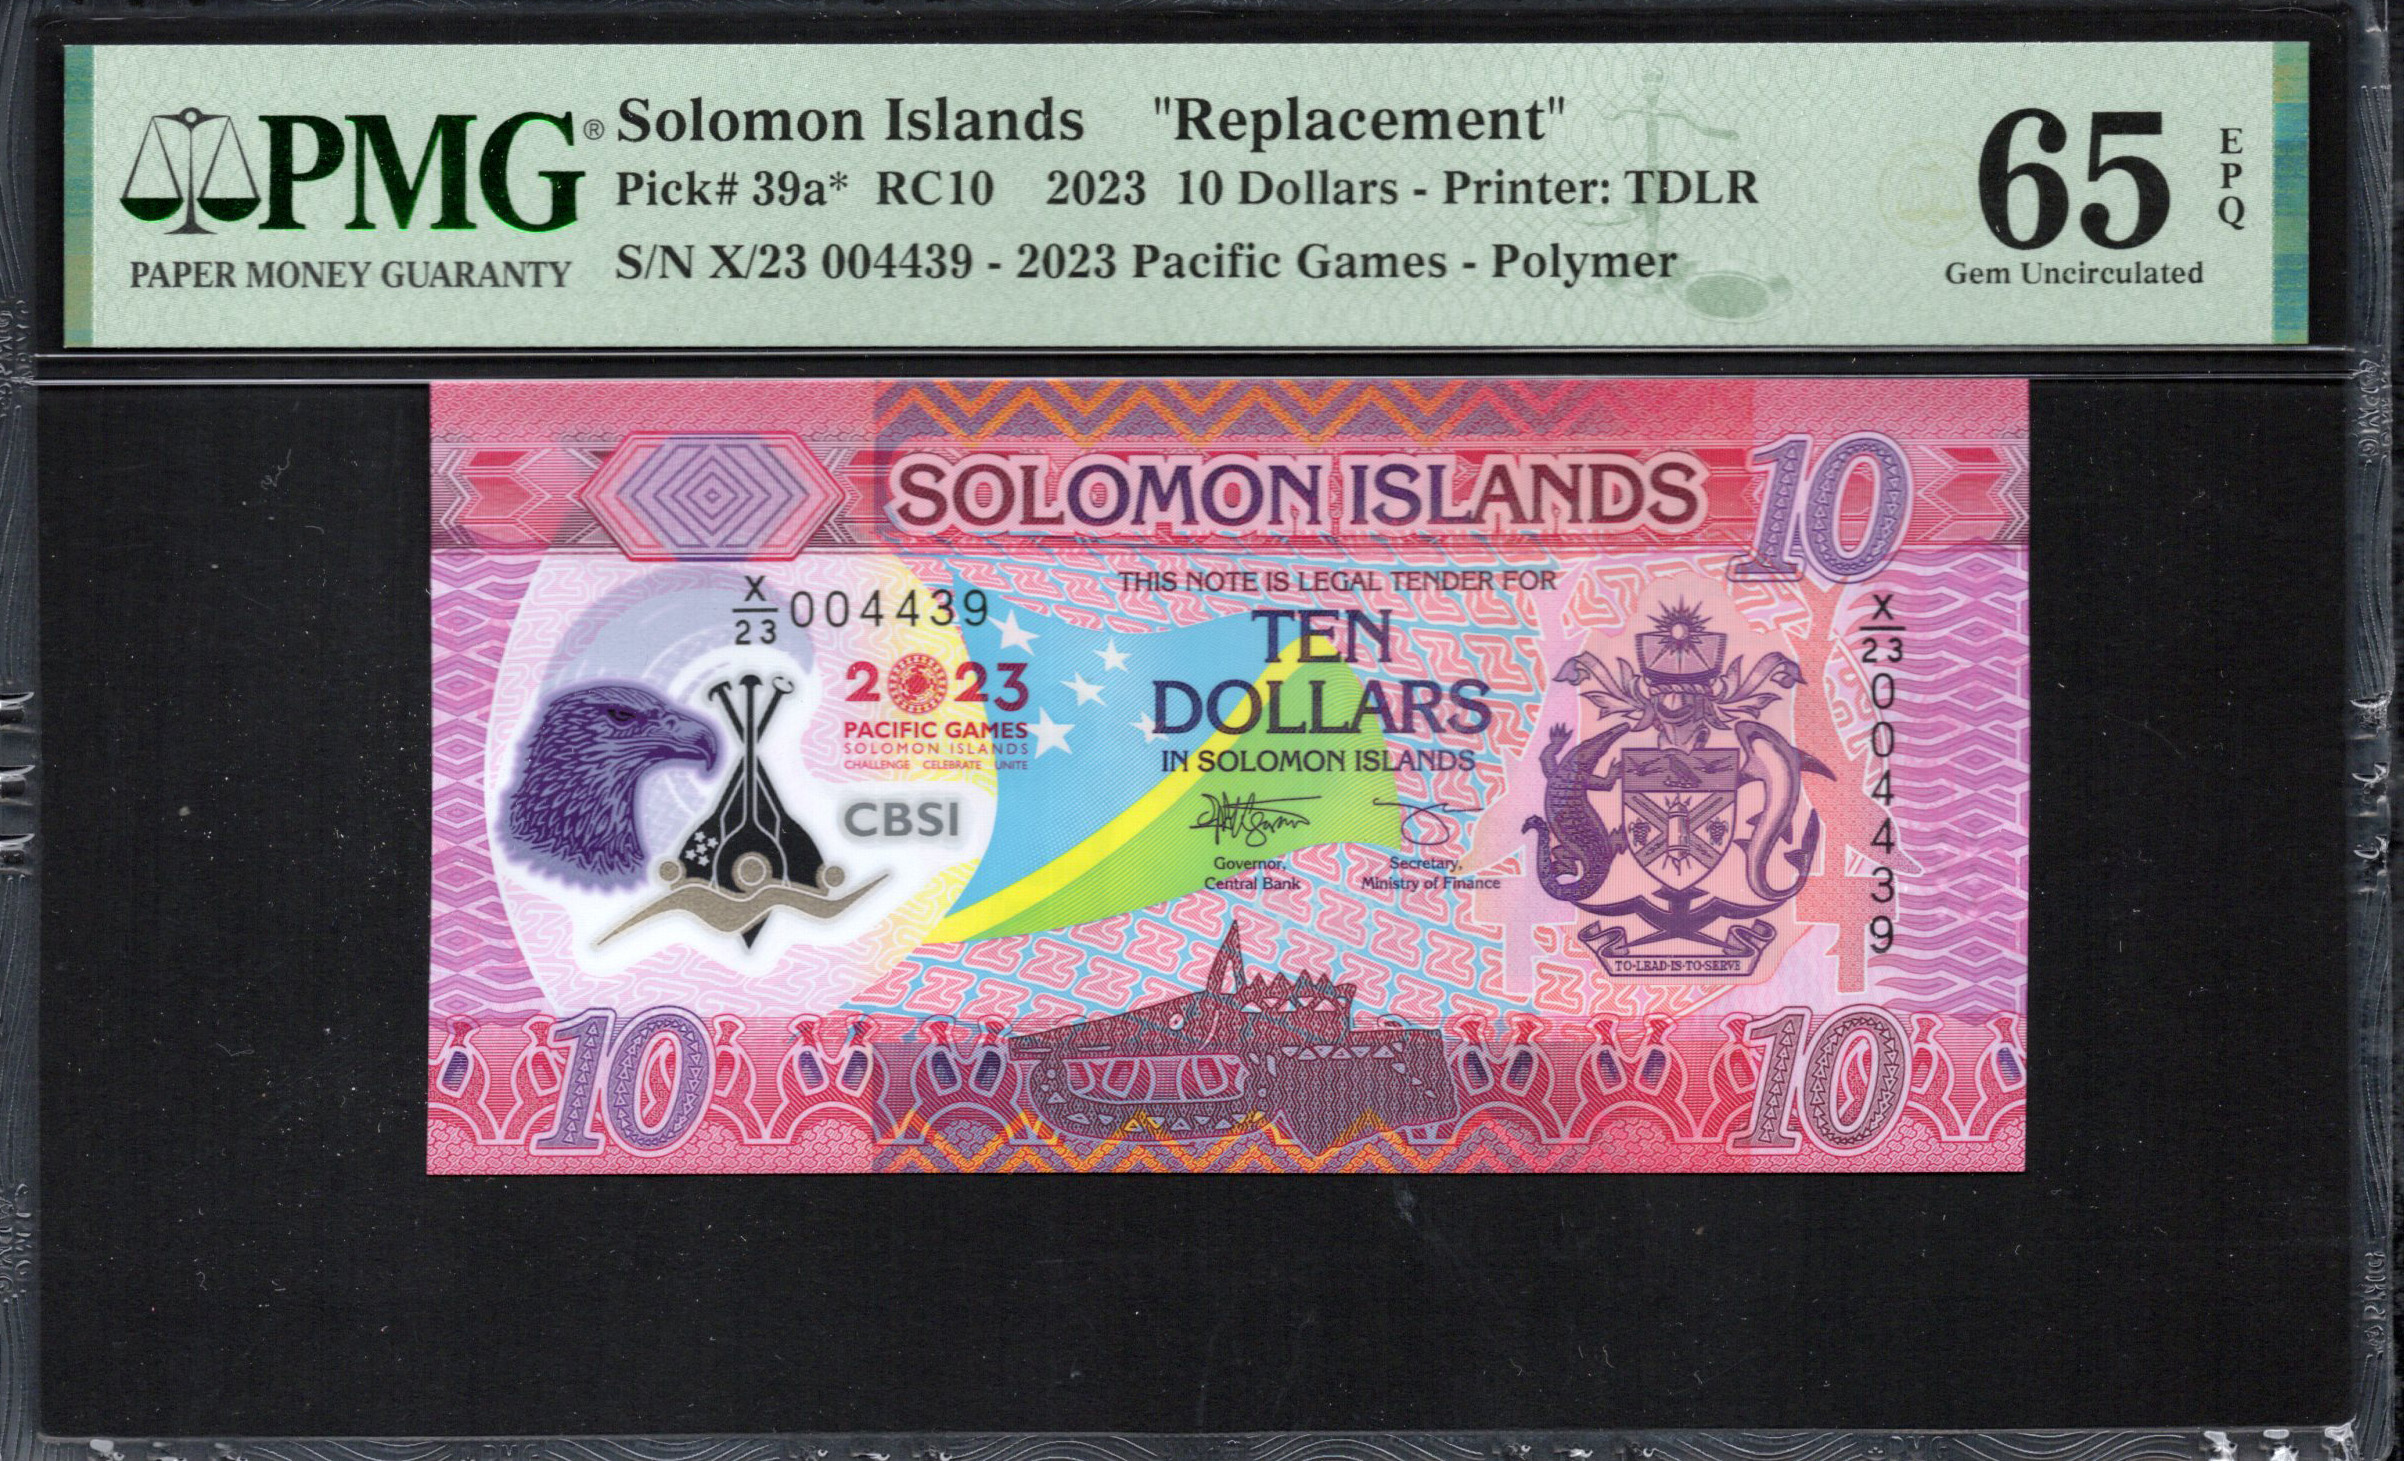 PMG®
PAPER MONEY GUARANTY
Solomon Islands "Replacement"
Pick# 39a* RC10 2023 10 Dollars - Printer: TDLR
S/N X/23 004439 - 2023 Pacific Games - Polymer
65
EPQ
Gem Uncirculated
SOLOMON ISLANDS
10
THIS NOTE IS LEGAL TENDER FOR
TEN
DOLLARS
IN SOLOMON ISLANDS
X/23 004439
2023
PACIFIC GAMES
SOLOMON ISLANDS
CHALLENGE CELEBRATE UNITE
CBSI
Governor,
Central Bank
Secretary,
Ministry of Finance
X/23 004439
TO·LEAD·IS·TO·SERVE
10
10
PMG
PMG